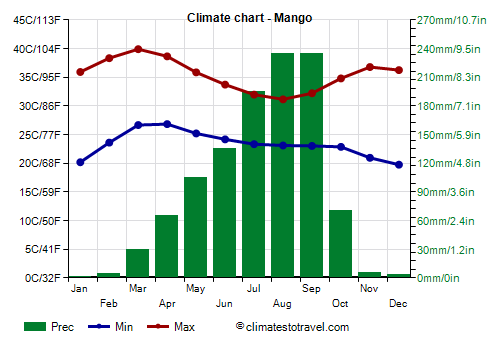 Climate chart - Mango
45C/113F
40C/104F
35C/95F
30C/86F
25C/77F
20C/68F
15C/59F
10C/50F
5C/41F
0C/32F
270mm/10.7in
240mm/9.5in
210mm/8.3in
180mm/7.1in
150mm/5.9in
120mm/4.8in
90mm/3.6in
60mm/2.4in
30mm/1.2in
0mm/0in
Jan Mar May Jul Sep Nov
Feb Apr Jun Aug Oct Dec
Prec Min Max ©climatestotravel.com